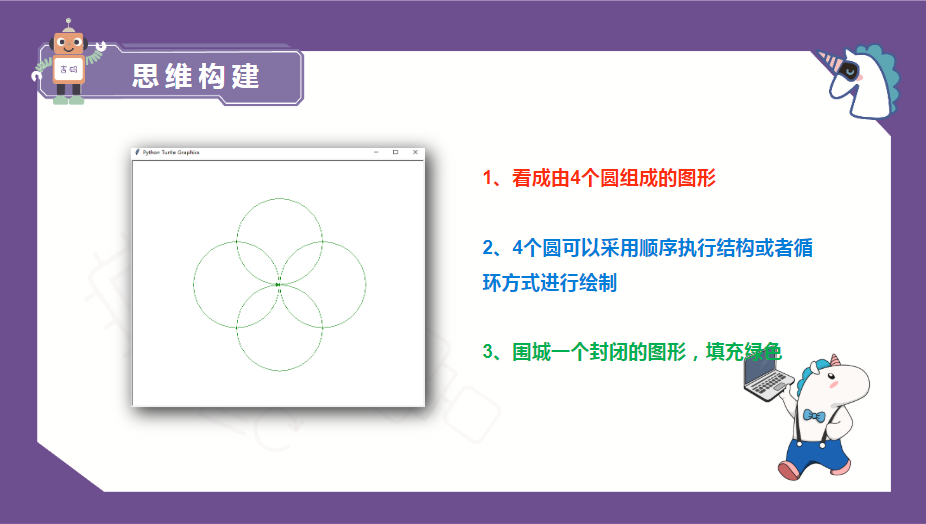 思维构建
Python Turtle Graphics
1、看成由4个圆组成的图形
2、4个圆可以采用顺序执行结构或者循
环方式进行绘制
3、围城一个封闭的图形，填充绿色